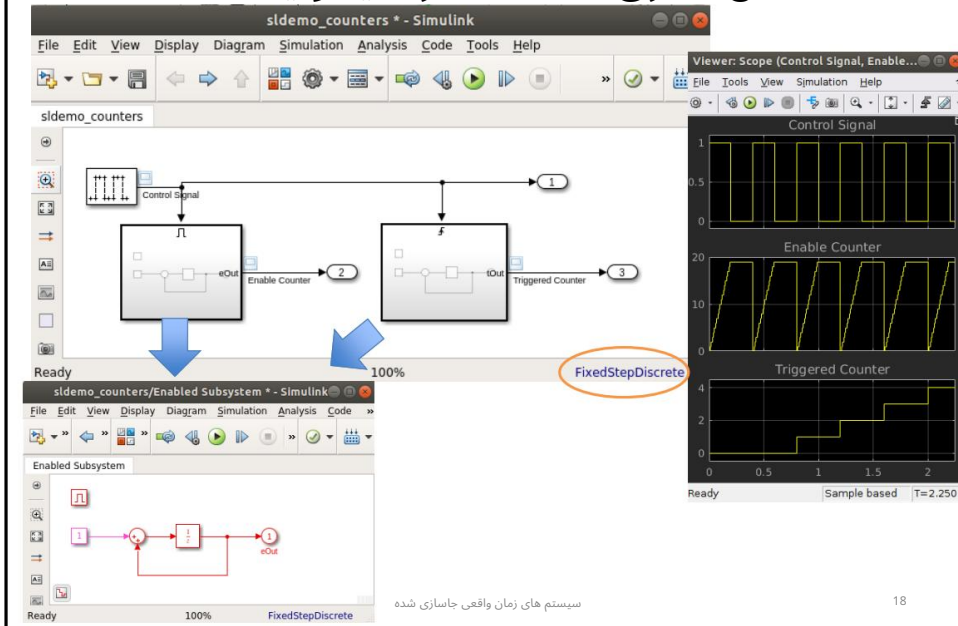 sldemo_counters * - Simulink
File Edit View Display Diagram Simulation Analysis Code Tools Help
»
sldemo_counters
Control Signal
1
eOut
Enable Counter
2
tOut
Triggered Counter
3
Ready 100% FixedStepDiscrete
Viewer: Scope (Control Signal, Enable...
File Tools View Simulation Help
Control Signal
1
0.5
0
Enable Counter
20
10
0
Triggered Counter
4
2
0
0 0.5 1 1.5 2
Ready Sample based T=2.250
sldemo_counters/Enabled Subsystem * - Simulink
File Edit View Display Diagram Simulation Analysis Code »
» » » »
Enabled Subsystem
1
1
z
1
eOut
Ready 100% FixedStepDiscrete
سیستم های زمان واقعی جاسازی شده
18